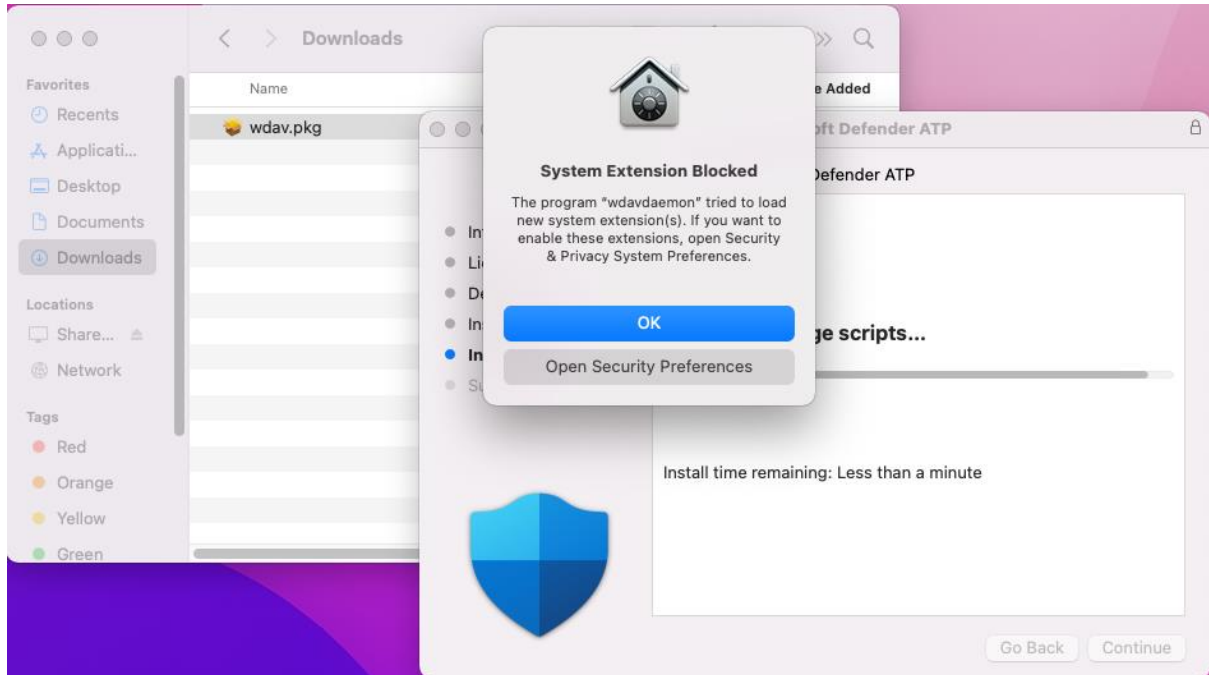 Downloads
Favorites
Recents
Applicati...
Desktop
Documents
Downloads
Locations
Share...
Network
Tags
Red
Orange
Yellow
Green
Name
Added
wdav.pkg
System Extension Blocked
The program "wdavdaemon" tried to load
new system extension(s). If you want to
enable these extensions, open Security
& Privacy System Preferences.
OK
Open Security Preferences
Defender ATP
Defender ATP
scripts...
Install time remaining: Less than a minute
Go Back
Continue